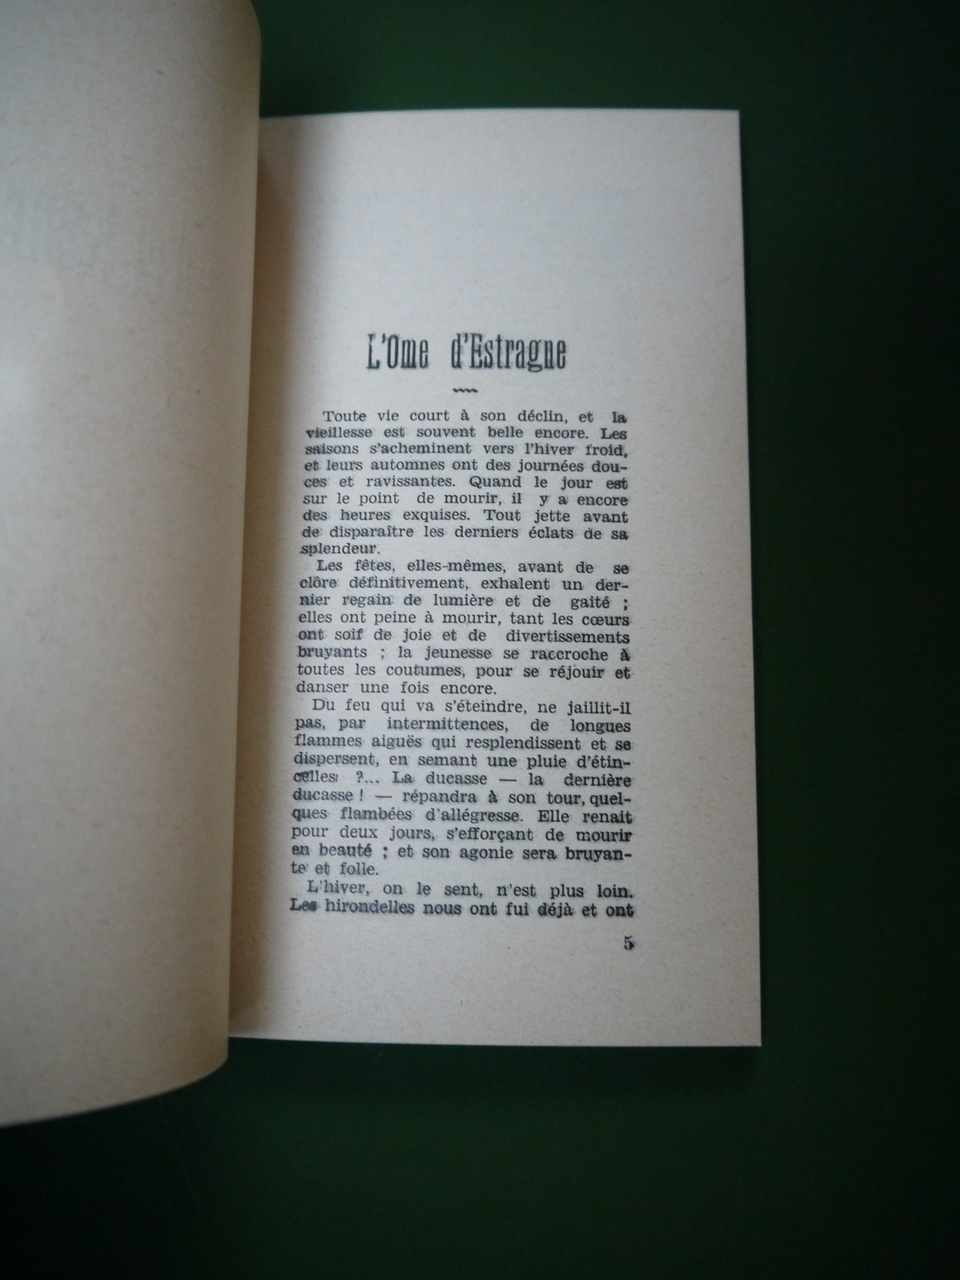 L'Ome d'Estragne
Toute vie court à son déclin, et la
vieillesse est souvent belle encore. Les
saisons s'acheminent vers l'hiver froid,
et leurs automnes ont des journées dou-
ces et ravissantes. Quand le jour est
sur le point de mourir, il y a encore
des heures exquises. Tout jette avant
de disparaître les derniers éclats de sa
splendeur.
Les fêtes, elles-mêmes, avant de se
clôre définitivement, exhalent un der-
nier regain de lumière et de gaité ;
elles ont peine à mourir, tant les cœurs
ont soif de joie et de divertissements
bruyants ; la jeunesse se raccroche à
toutes les coutumes, pour se réjouir et
danser une fois encore.
Du feu qui va s'éteindre, ne jaillit-il
pas, par intermittences, de longues
flammes aiguës qui resplendissent et se
dispersent, en semant une pluie d'étin-
celles ?... La ducasse — la dernière
ducasse ! — répandra à son tour, quel-
ques flambées d'allégresse. Elle renait
pour deux jours, s'efforçant de mourir
en beauté ; et son agonie sera bruyan-
te et folle.
L'hiver, on le sent, n'est plus loin.
Les hirondelles nous ont fui déjà et ont
5